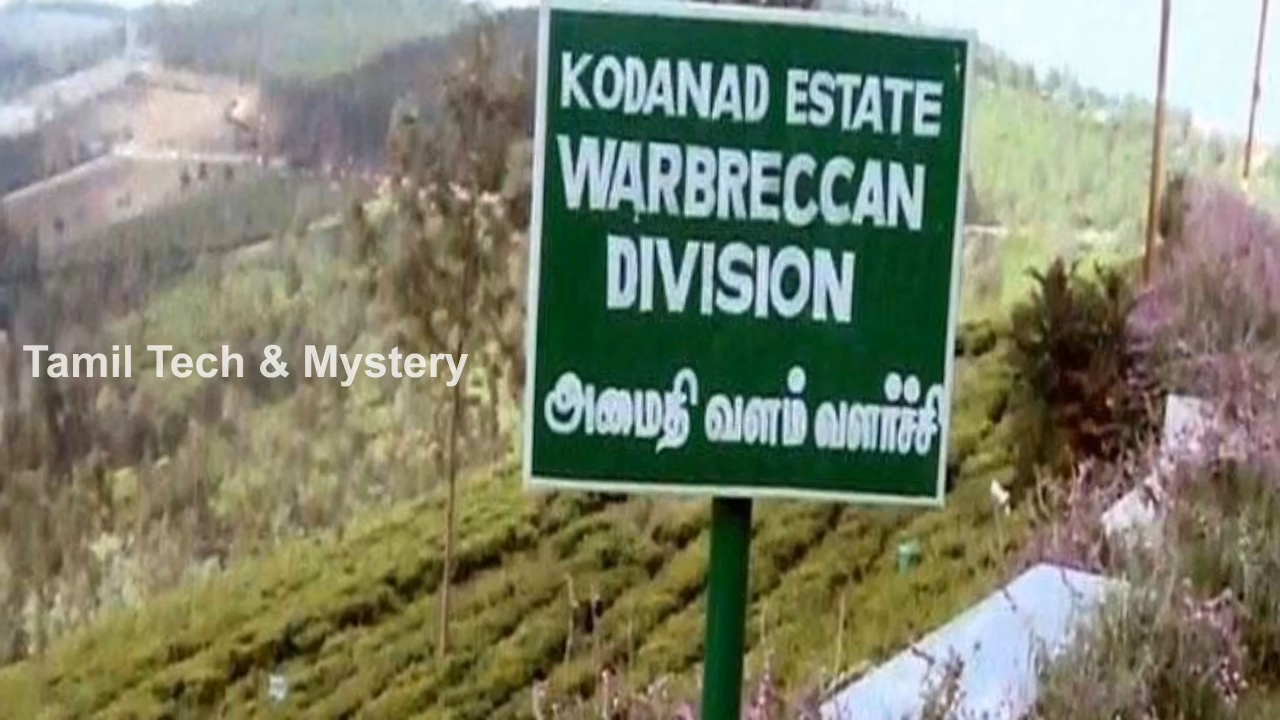 KODANAD ESTATE
WARBRECCAN
DIVISION
அமைதி வளம் வளர்ச்சி
Tamil Tech & Mystery